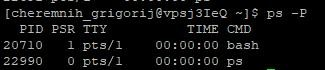 [cheremnih_grigorij@vpsj3IeQ ~]$ ps -P
PID PSR TTY TIME CMD
20710 1 pts/1 00:00:00 bash
22990 0 pts/1 00:00:00 ps